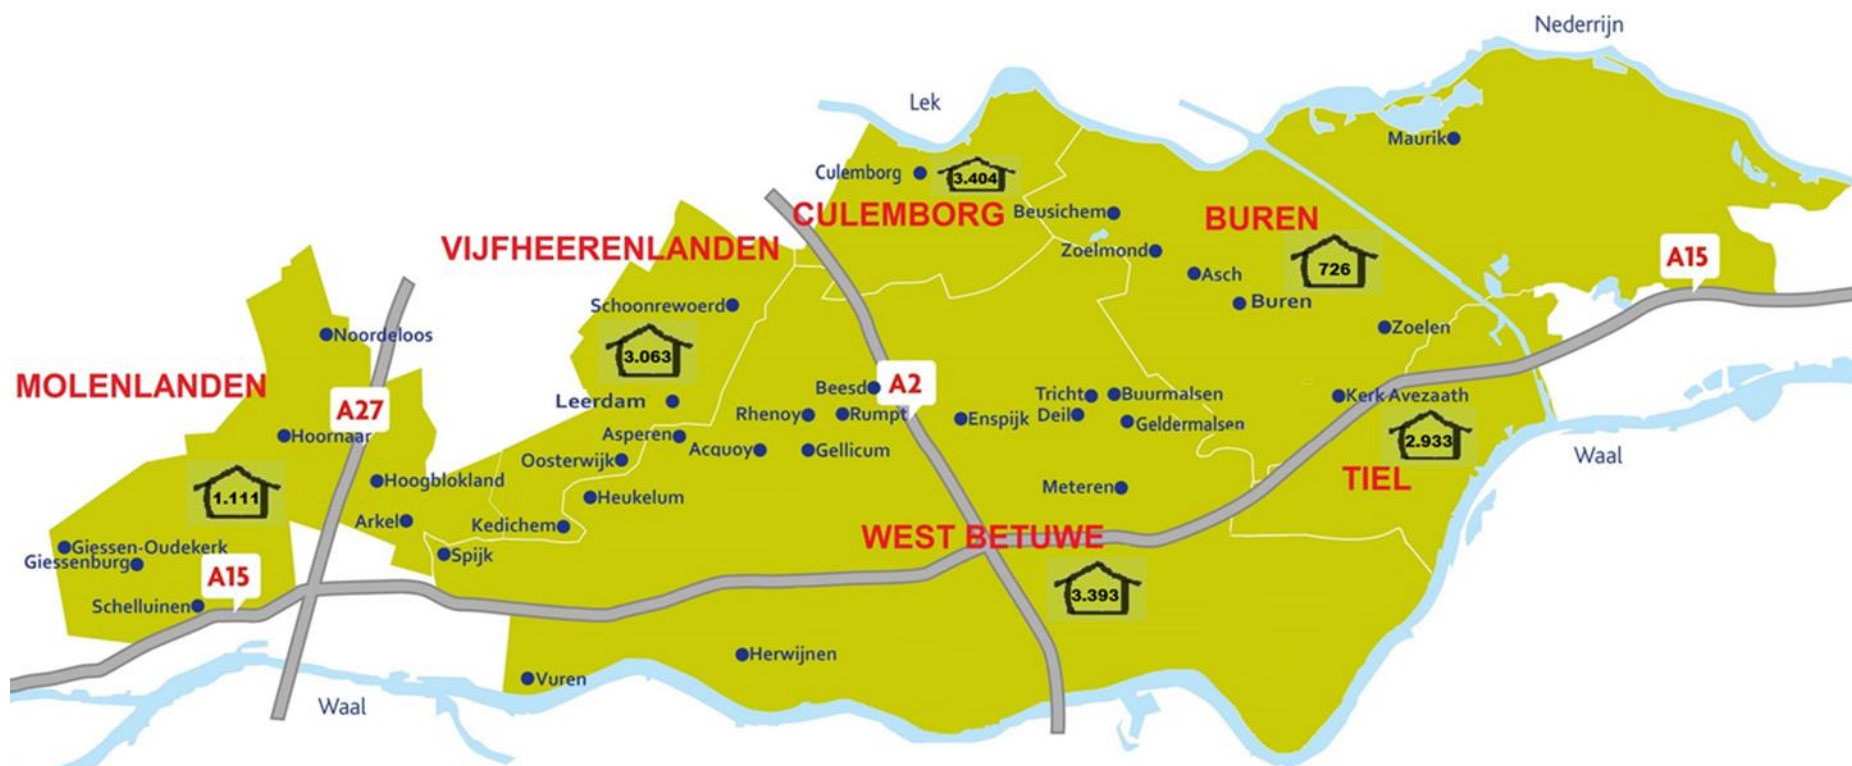 Nederrijn
Lek
Maurik
Culemborg
3.404
CULEMBORG
Beusichem
BUREN
VIJFHEERENLANDEN
Zoelmond
A15
726
Asch
Schoonrewoerd
Buren
Noordeloos
Zoelen
3.063
MOLENLANDEN
Beesd
A2
Tricht
Buurmalsen
Kerk Avezaath
Leerdam
A27
Rhenoy
Rumpt
Enspijk
Deil
Geldermalsen
Hoornaar
Asperen
2.933
Acquoy
Gellicum
Waal
Oosterwijk
TIEL
Hoogblokland
Meteren
1.111
Heukelum
Arkel
Kedichem
WEST BETUWE
Giessen-Oudekerk
Spijk
Giessenburg
A15
3.393
Schelluinen
Herwijnen
Vuren
Waal